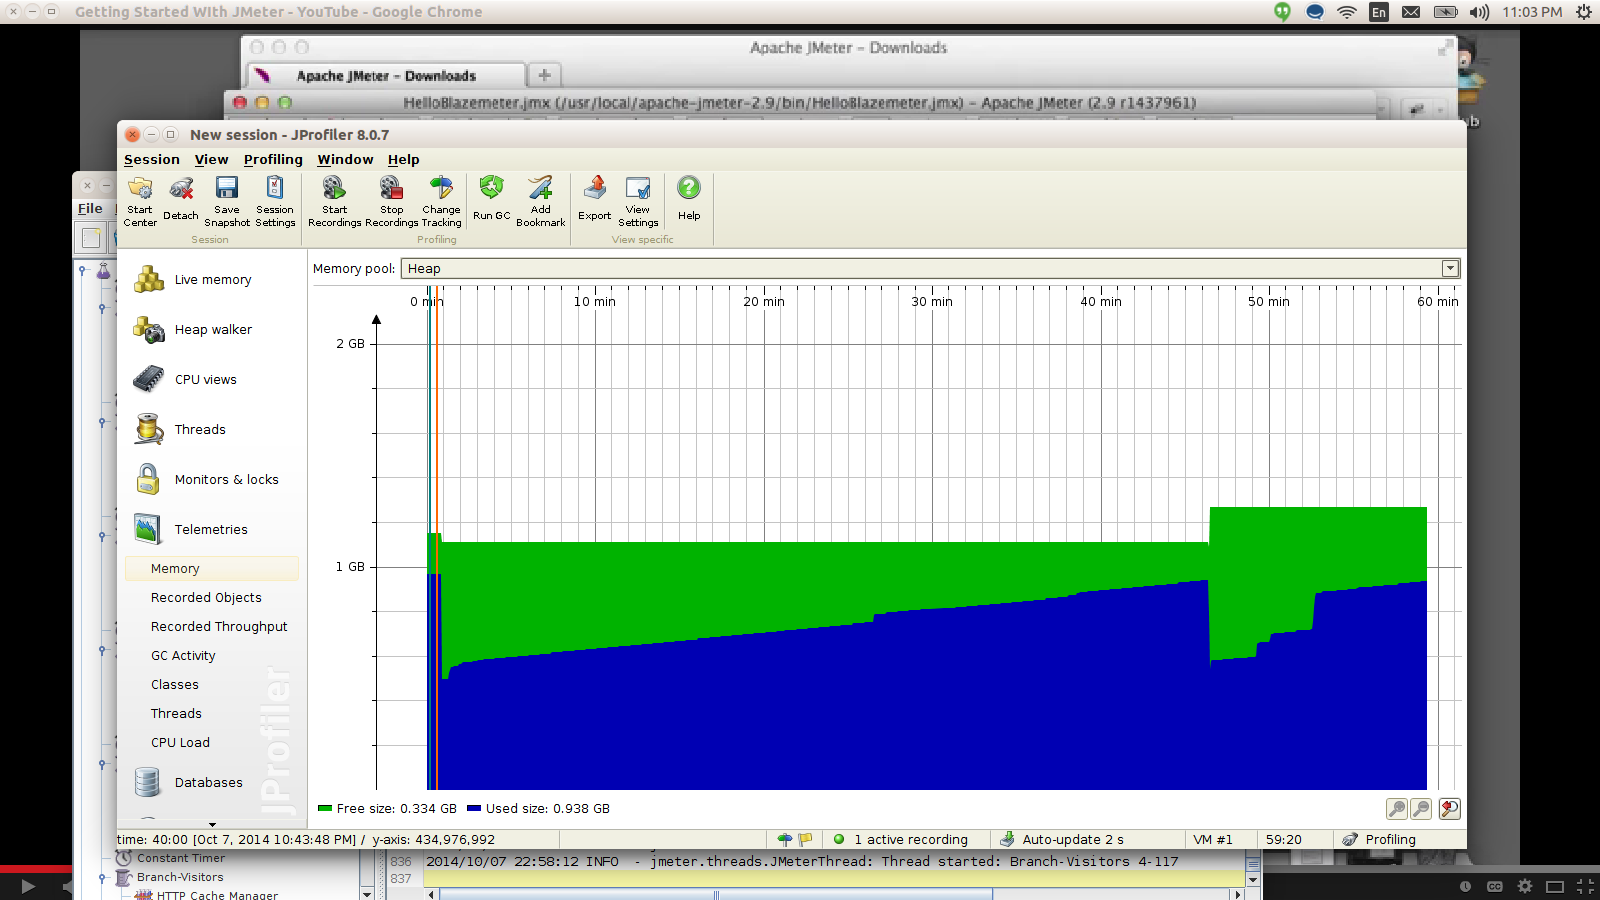 Getting Started With JMeter - YouTube - Google Chrome
En
11:03 PM
Apache JMeter – Downloads
Apache JMeter – Downloads
HelloBlazemeter.jmx (/usr/local/apache-jmeter-2.9/bin/HelloBlazemeter.jmx) – Apache JMeter (2.9 r1437961)
New session - JProfiler 8.0.7
Session View Profiling Window Help
Start Center
Detach
Save Snapshot
Session Settings
Start Recordings
Stop Recordings
Change Tracking
Run GC
Add Bookmark
Export
View Settings
Help
Session
Profiling
View specific
File
Live memory
Heap walker
CPU views
Threads
Monitors & locks
Telemetries
Memory
Recorded Objects
Recorded Throughput
GC Activity
Classes
Threads
CPU Load
Databases
JProfiler
Memory pool: Heap
0 min 10 min 20 min 30 min 40 min 50 min 60 min
2 GB
1 GB
Free size: 0.334 GB Used size: 0.938 GB
time: 40:00 [Oct 7, 2014 10:43:48 PM] / y-axis: 434,976,992
1 active recording
Auto-update 2 s
VM #1
59:20
Profiling
Constant Timer
Branch-Visitors
HTTP Cache Manager
836 2014/10/07 22:58:12 INFO - jmeter.threads.JMeterThread: Thread started: Branch-Visitors 4-117
837
CC